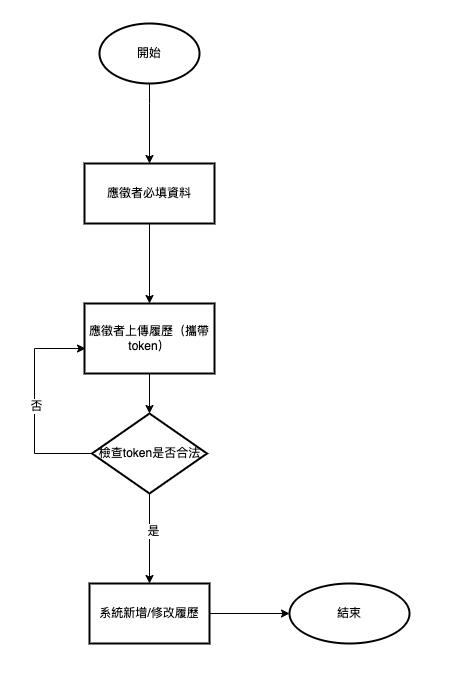 開始
應徵者必填資料
應徵者上傳履歷（攜帶
token）
否
檢查token是否合法
是
系統新增/修改履歷
結束